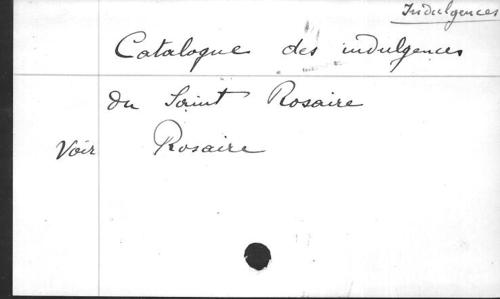 Indulgences
Catalogue des indulgences
du Saint Rosaire
Voir Rosaire